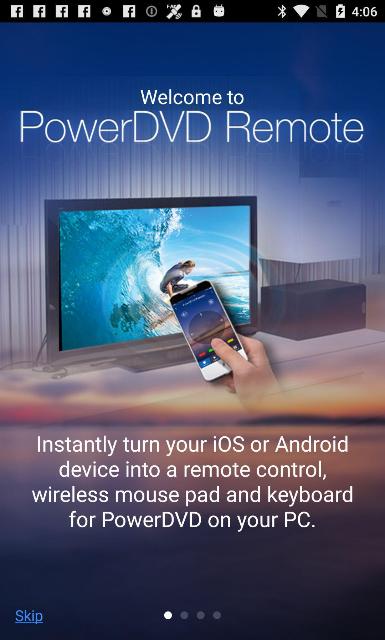 4:06
Welcome to
PowerDVD Remote
Instantly turn your iOS or Android
device into a remote control,
wireless mouse pad and keyboard
for PowerDVD on your PC.
Skip